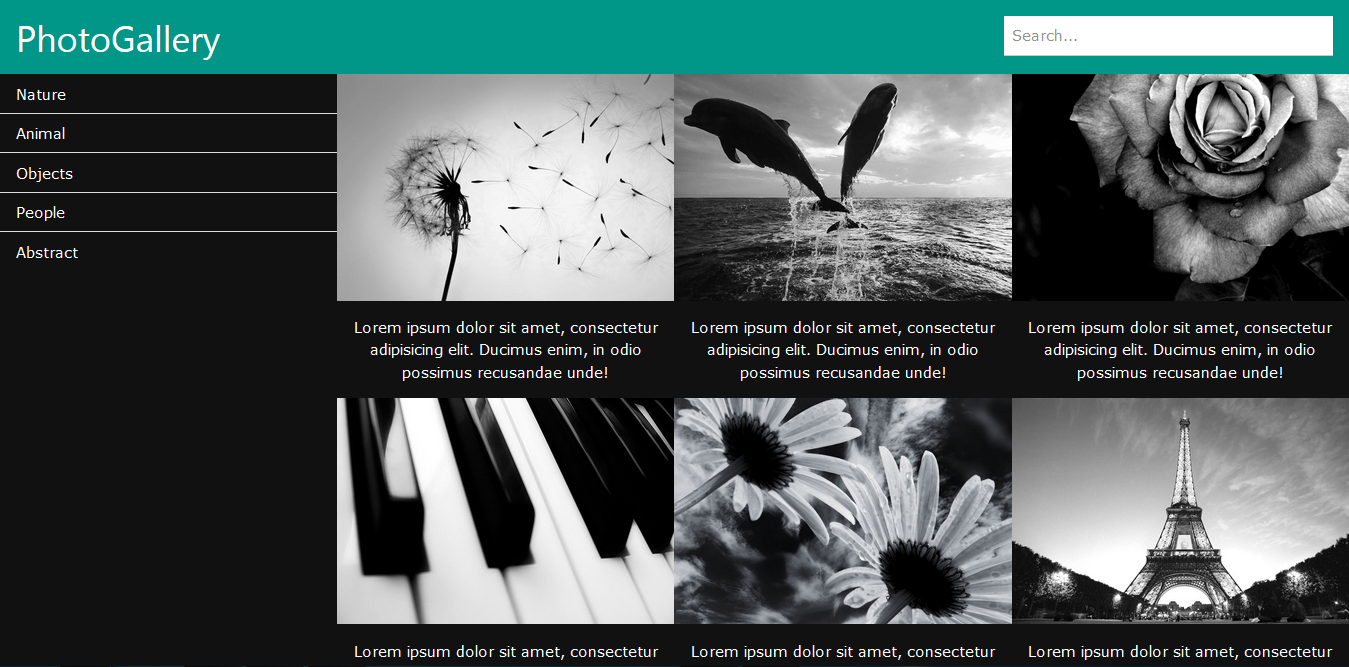 PhotoGallery
Search...
Nature
Animal
Objects
People
Abstract
Lorem ipsum dolor sit amet, consectetur
adipisicing elit. Ducimus enim, in odio
possimus recusandae unde!
Lorem ipsum dolor sit amet, consectetur
adipisicing elit. Ducimus enim, in odio
possimus recusandae unde!
Lorem ipsum dolor sit amet, consectetur
adipisicing elit. Ducimus enim, in odio
possimus recusandae unde!
Lorem ipsum dolor sit amet, consectetur
Lorem ipsum dolor sit amet, consectetur
Lorem ipsum dolor sit amet, consectetur